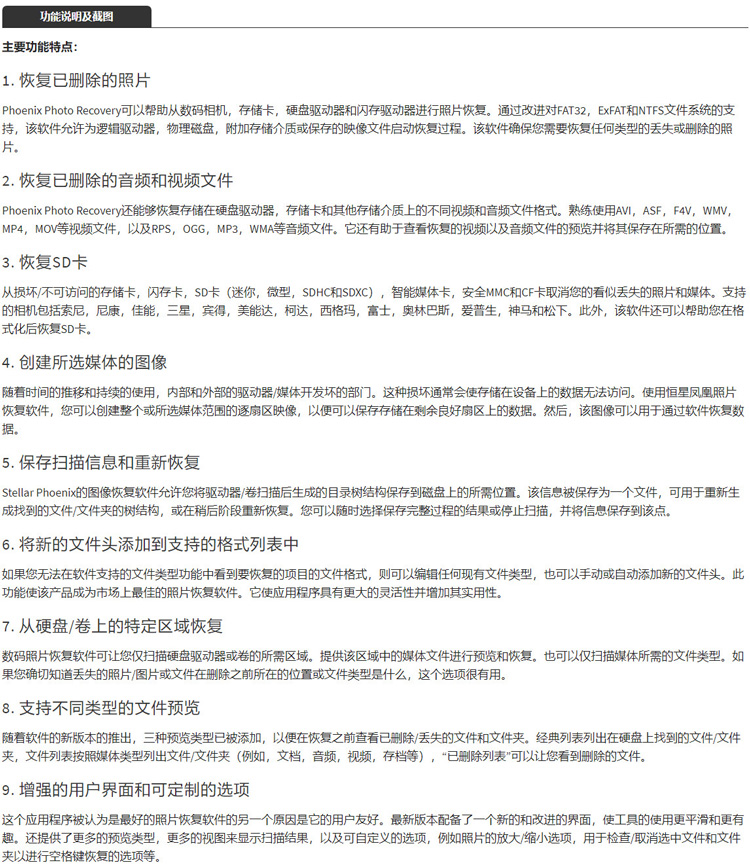 功能说明及截图
主要功能特点：
1. 恢复已删除的照片
Phoenix Photo Recovery可以帮助从数码相机，存储卡，硬盘驱动器和闪存驱动器进行照片恢复。通过改进对FAT32，ExFAT和NTFS文件系统的支
持，该软件允许为逻辑驱动器，物理磁盘，附加存储介质或保存的映像文件启动恢复过程。该软件确保您需要恢复任何类型的丢失或删除的照
片。
2. 恢复已删除的音频和视频文件
Phoenix Photo Recovery还能够恢复存储在硬盘驱动器，存储卡和其他存储介质上的不同视频和音频文件格式。熟练使用AVI，ASF，F4V，WMV，
MP4，MOV等视频文件，以及RPS，OGG，MP3，WMA等音频文件。它还有助于查看恢复的视频以及音频文件的预览并将其保存在所需的位置。
3. 恢复SD卡
从损坏/不可访问的存储卡，闪存卡，SD卡（迷你，微型，SDHC和SDXC），智能媒体卡，安全MMC和CF卡取消您的看似丢失的照片和媒体。支持
的相机包括索尼，尼康，佳能，三星，宾得，美能达，柯达，西格玛，富士，奥林巴斯，爱普生，神马和松下。此外，该软件还可以帮助您在格
式化后恢复SD卡。
4. 创建所选媒体的图像
随着时间的推移和持续的使用，内部和外部的驱动器/媒体开发坏的部门。这种损坏通常会使存储在设备上的数据无法访问。使用恒星凤凰照片
恢复软件，您可以创建整个或所选媒体范围的逐扇区映像，以便可以保存存储在剩余良好扇区上的数据。然后，该图像可以用于通过软件恢复数
据。
5. 保存扫描信息和重新恢复
Stellar Phoenix的图像恢复软件允许您将驱动器/卷扫描后生成的目录树结构保存到磁盘上的所需位置。该信息被保存为一个文件，可用于重新生
成找到的文件/文件夹的树结构，或在稍后阶段重新恢复。您可以随时选择保存完整过程的结果或停止扫描，并将信息保存到该点。
6. 将新的文件头添加到支持的格式列表中
如果您无法在软件支持的文件类型功能中看到要恢复的项目的文件格式，则可以编辑任何现有文件类型，也可以手动或自动添加新的文件头。此
功能使该产品成为市场上最佳的照片恢复软件。它使应用程序具有更大的灵活性并增加其实用性。
7. 从硬盘/卷上的特定区域恢复
数码照片恢复软件可让您仅扫描硬盘驱动器或卷的所需区域。提供该区域中的媒体文件进行预览和恢复。也可以仅扫描媒体所需的文件类型。如
果您确切知道丢失的照片/图片或文件在删除之前所在的位置或文件类型是什么，这个选项很有用。
8. 支持不同类型的文件预览
随着软件的新版本的推出，三种预览类型已被添加，以便在恢复之前查看已删除/丢失的文件和文件夹。经典列表列出在硬盘上找到的文件/文件
夹，文件列表按照媒体类型列出文件/文件夹（例如，文档，音频，视频，存档等），“已删除列表”可以让您看到删除的文件。
9. 增强的用户界面和可定制的选项
这个应用程序被认为是最好的照片恢复软件的另一个原因是它的用户友好。最新版本配备了一个新的和改进的界面，使工具的使用更平滑和更有
趣。还提供了更多的预览类型，更多的视图来显示扫描结果，以及可自定义的选项，例如照片的放大/缩小选项，用于检查/取消选中文件和文件
夹以进行空格键恢复的选项等。